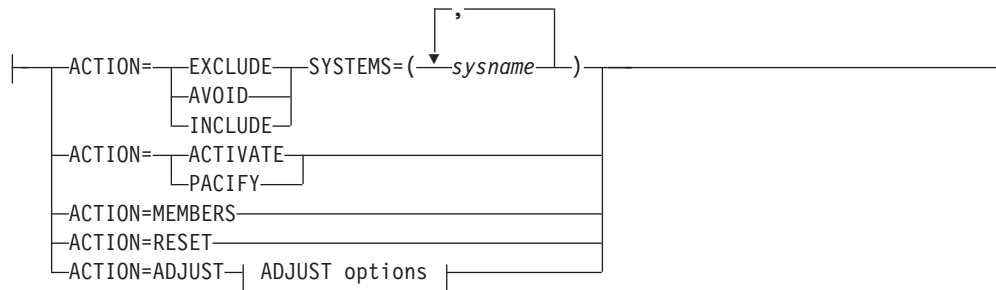 ,
ACTION= EXCLUDE SYSTEMS=( sysname )
AVOID
INCLUDE
ACTION= ACTIVATE
PACIFY
ACTION=MEMBERS
ACTION=RESET
ACTION=ADJUST ADJUST options